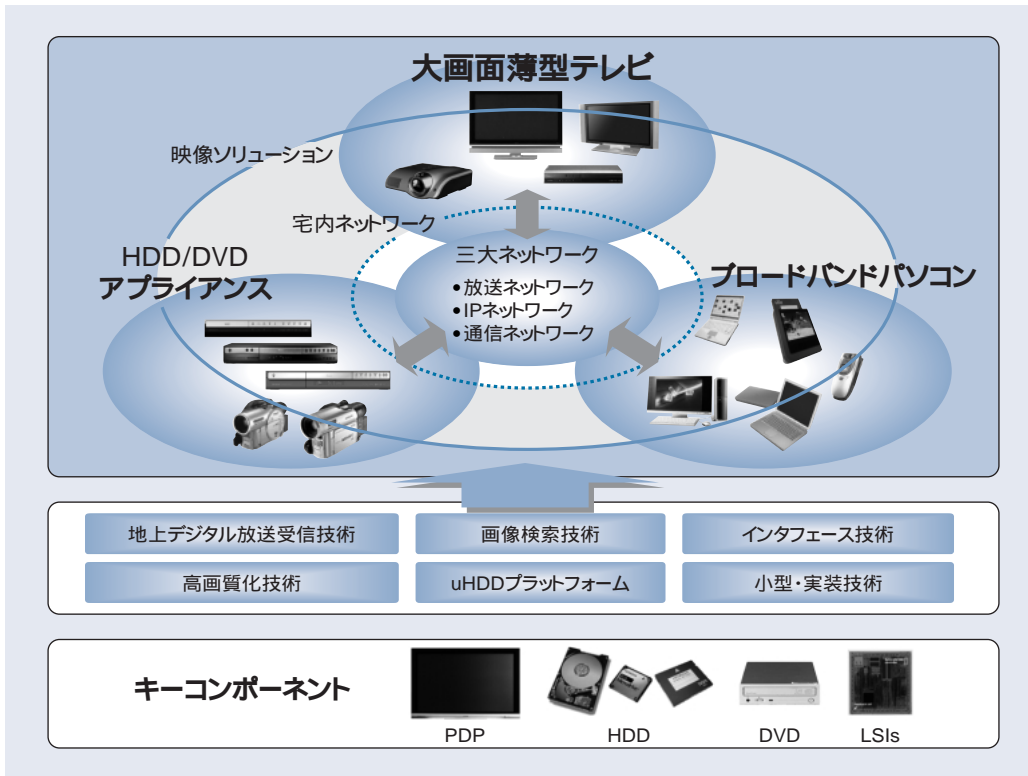 大画面薄型テレビ
映像ソリューション
宅内ネットワーク
HDD/DVD
アプライアンス
三大ネットワーク
•放送ネットワーク
•IPネットワーク
•通信ネットワーク
ブロードバンドパソコン
地上デジタル放送受信技術
画像検索技術
インタフェース技術
高画質化技術
uHDDプラットフォーム
小型・実装技術
キーコンポーネント
PDP
HDD
DVD
LSIs